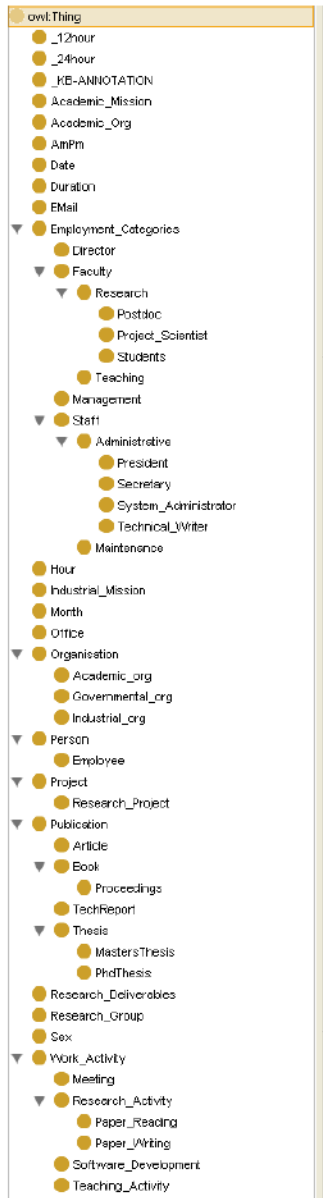 owl:Thing
_12hour
_24hour
_KB-ANNOTATION
Academic_Mission
Academic_Org
AmPm
Date
Duration
EMail
Employment_Categories
Director
Faculty
Research
Postdoc
Project_Scientist
Students
Teaching
Management
Staff
Administrative
President
Secretary
System_Administrator
Technical_Writer
Maintenance
Hour
Industrial_Mission
Month
Office
Organisation
Academic_org
Governmental_org
Industrial_org
Person
Employee
Project
Research_Project
Publication
Article
Book
Proceedings
TechReport
Thesis
MastersThesis
PhdThesis
Research_Deliverables
Research_Group
Sex
Work_Activity
Meeting
Research_Activity
Paper_Reading
Paper_Writing
Software_Development
Teaching_Activity